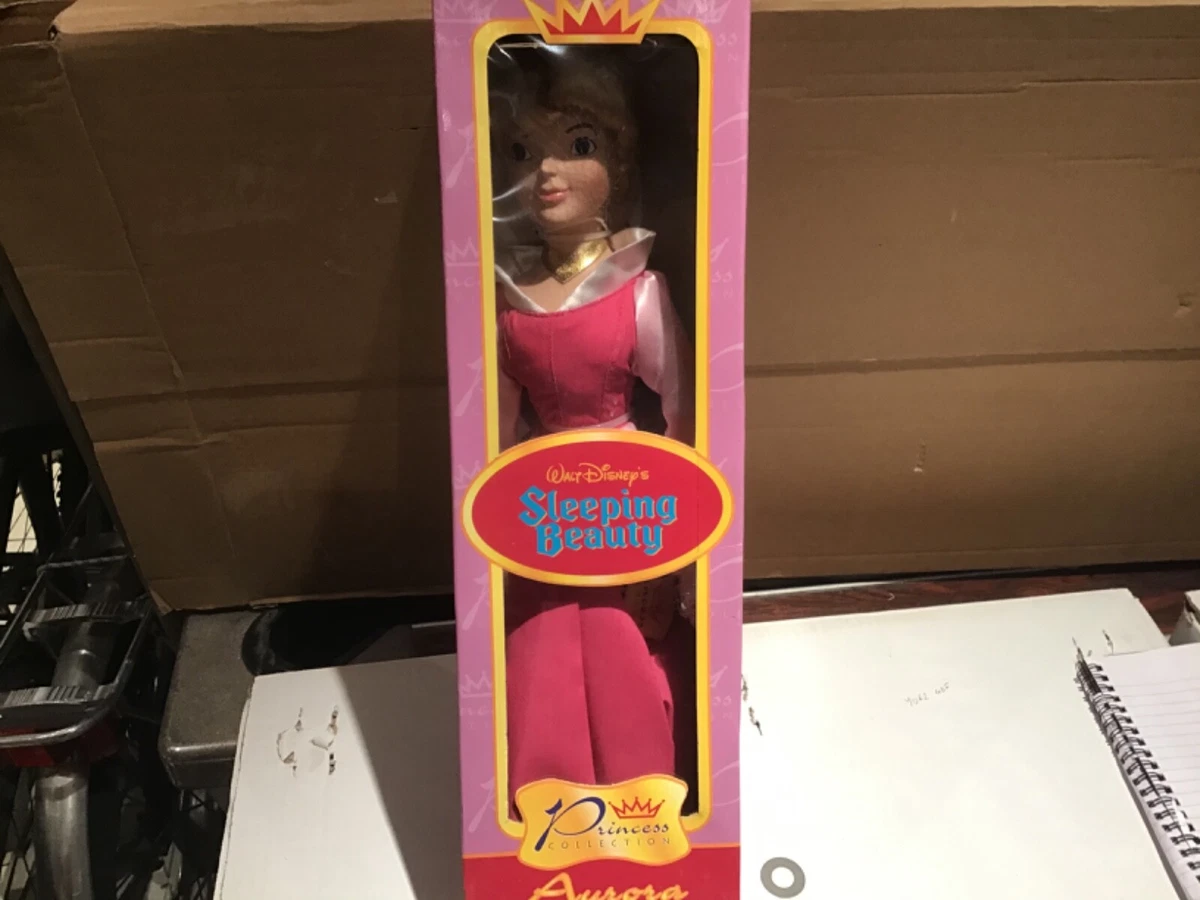 Walt Disney's
Sleeping
Beauty
Princess
COLLECTION
Aurora